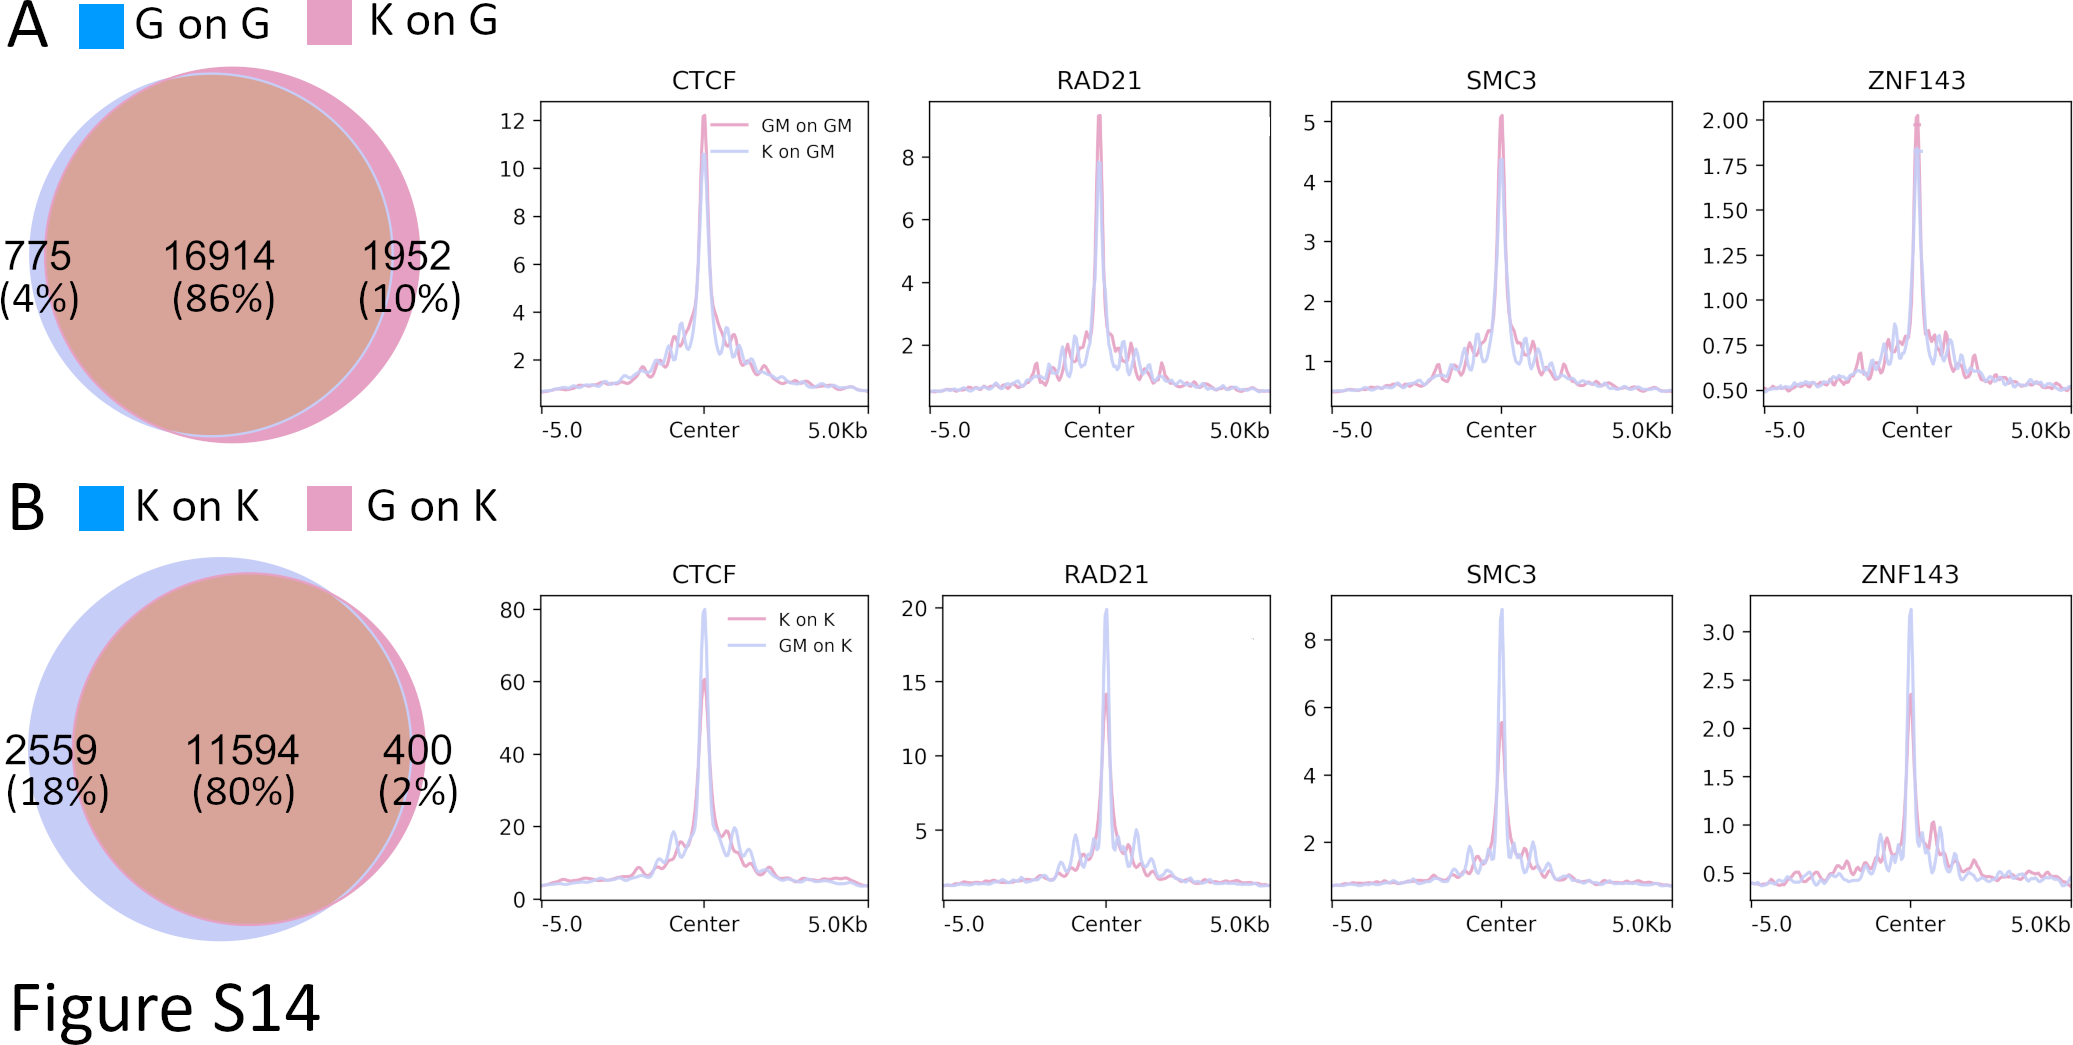 A G on G K on G
775 16914 1952
(4%) (86%) (10%)
CTCF
12
10
8
6
4
2
GM on GM
K on GM
-5.0 Center 5.0Kb
RAD21
8
6
4
2
-5.0 Center 5.0Kb
SMC3
5
4
3
2
1
-5.0 Center 5.0Kb
ZNF143
2.00
1.75
1.50
1.25
1.00
0.75
0.50
-5.0 Center 5.0Kb
B K on K G on K
2559 11594 400
(18%) (80%) (2%)
CTCF
80
60
40
20
0
K on K
GM on K
-5.0 Center 5.0Kb
RAD21
20
15
10
5
-5.0 Center 5.0Kb
SMC3
8
6
4
2
-5.0 Center 5.0Kb
ZNF143
3.0
2.5
2.0
1.5
1.0
0.5
-5.0 Center 5.0Kb
Figure S14